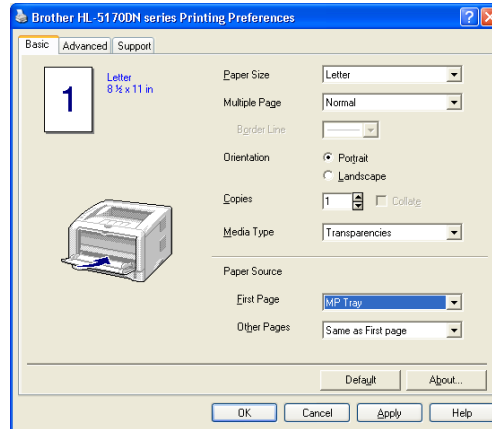 Brother HL-5170DN series Printing Preferences
Basic Advanced Support
1
Letter
8 ½ x 11 in
Paper Size Letter
Multiple Page Normal
Border Line
Orientation Portrait
Landscape
Copies 1 Collate
Media Type Transparencies
Paper Source
First Page MP Tray
Other Pages Same as First page
Default About...
OK Cancel Apply Help